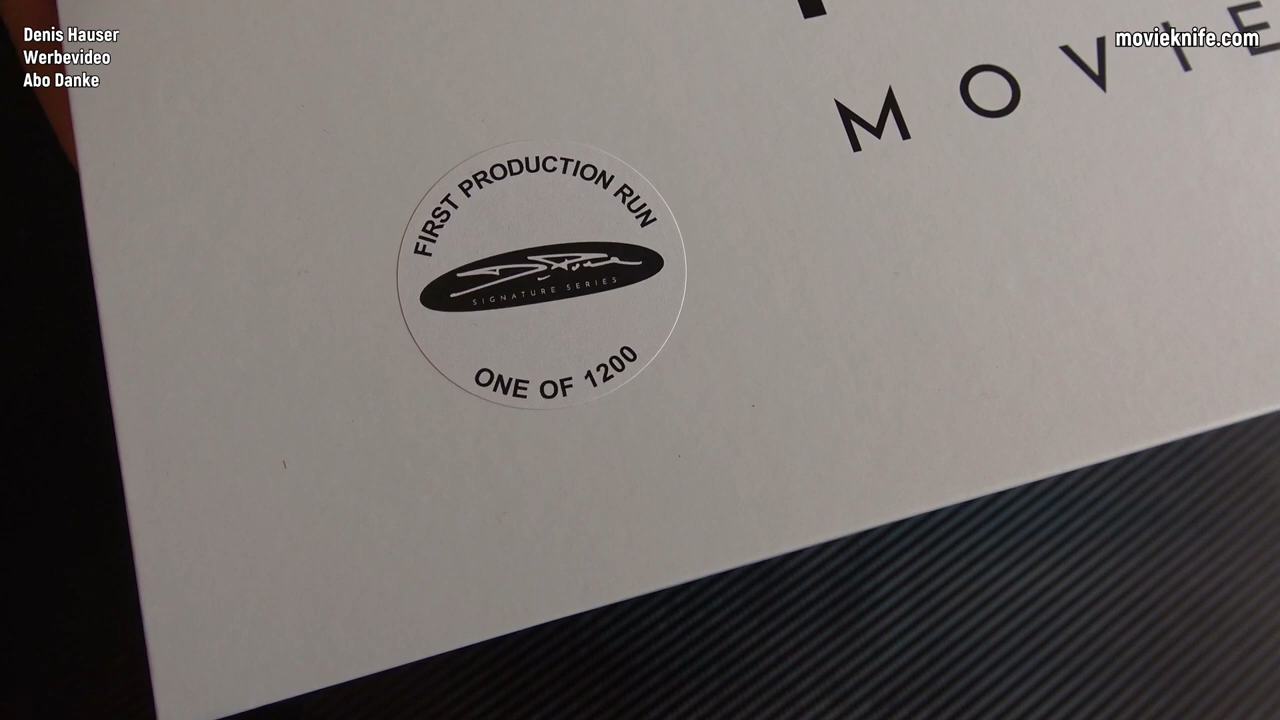 Denis Hauser
Werbevideo
Abo Danke
movieknife.com
MOVIE
FIRST PRODUCTION RUN
SIGNATURE SERIES
ONE OF 1200